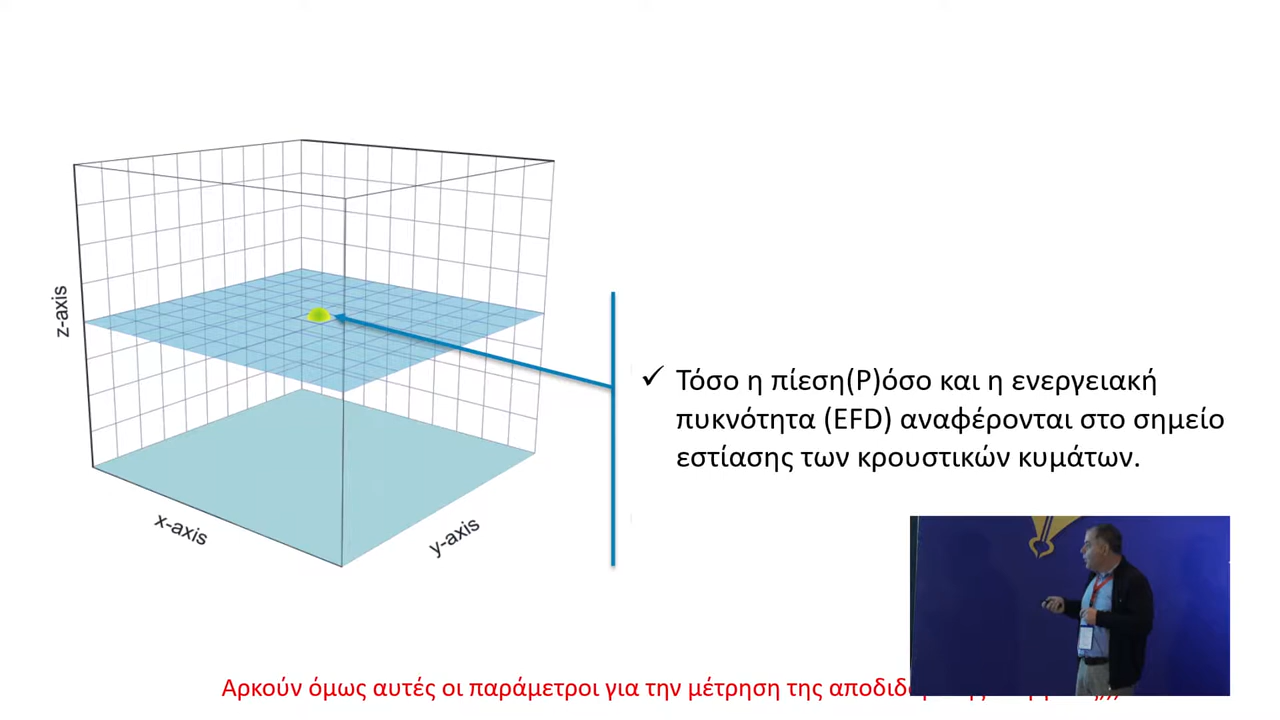 z-axis
x-axis
y-axis
✓ Τόσο η πίεση(P)όσο και η ενεργειακή
πυκνότητα (EFD) αναφέρονται στο σημείο
εστίασης των κρουστικών κυμάτων.
Αρκούν όμως αυτές οι παράμετροι για την μέτρηση της